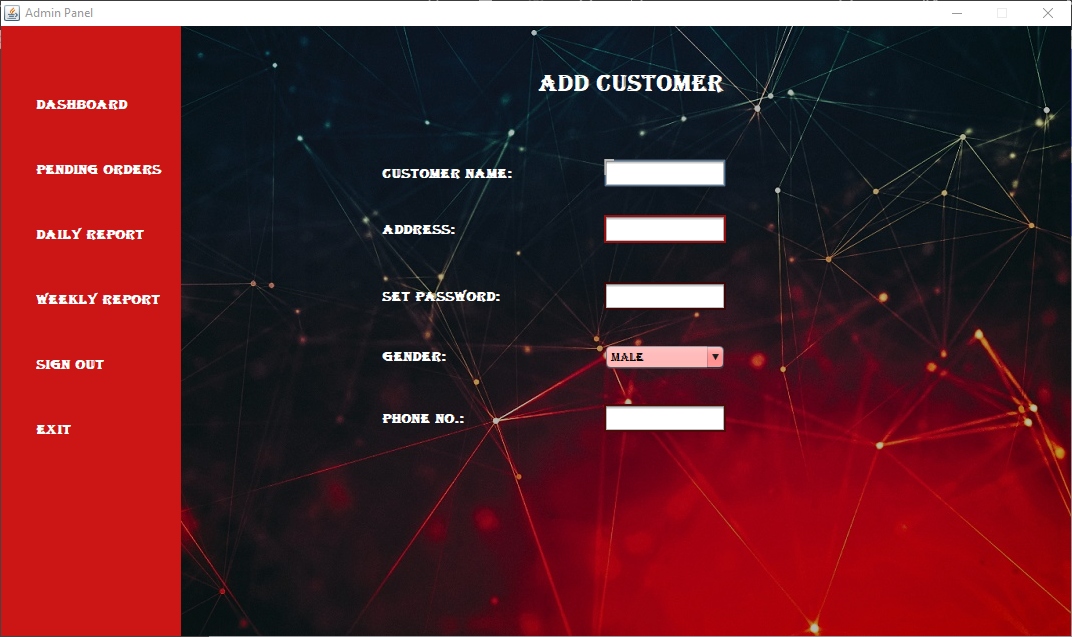 Admin Panel
DASHBOARD
PENDING ORDERS
DAILY REPORT
WEEKLY REPORT
SIGN OUT
EXIT
ADD CUSTOMER
CUSTOMER NAME:
ADDRESS:
SET PASSWORD:
GENDER:
MALE
PHONE NO.: